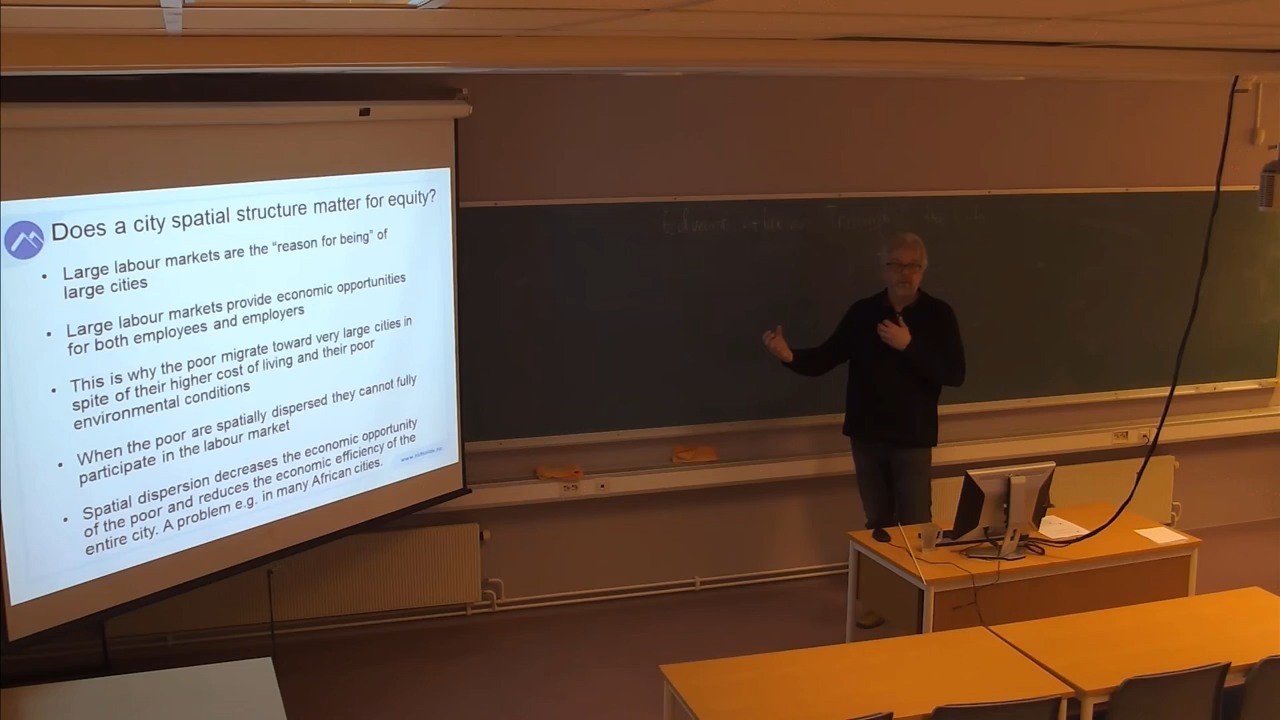 Does a city spatial structure matter for equity?
• Large labour markets are the “reason for being” of
large cities
• Large labour markets provide economic opportunities
for both employees and employers
• This is why the poor migrate toward very large cities in
spite of their higher cost of living and their poor
environmental conditions
• When the poor are spatially dispersed they cannot fully
participate in the labour market
• Spatial dispersion decreases the economic opportunity
of the poor and reduces the economic efficiency of the
entire city. A problem e.g. in many African cities.